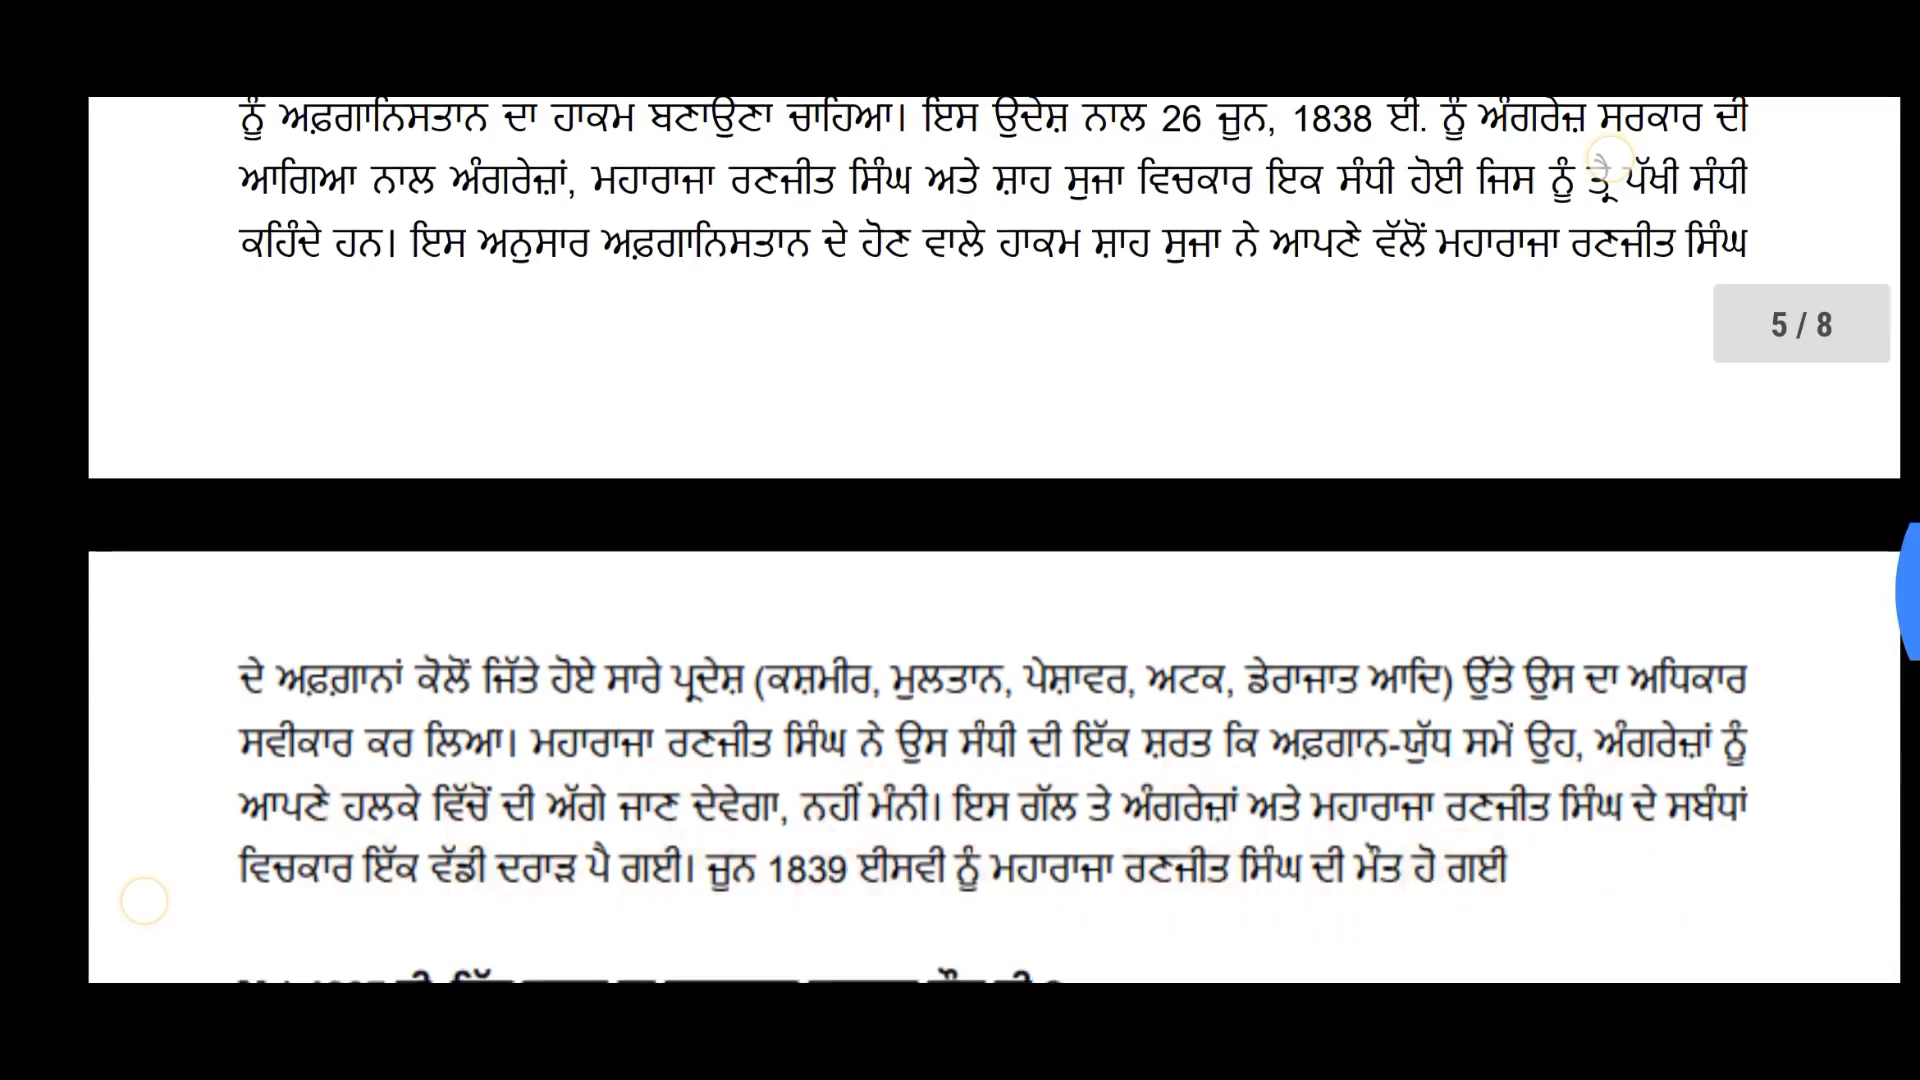 ਨੂੰ ਅਫ਼ਗਾਨਿਸਤਾਨ ਦਾ ਹਾਕਮ ਬਣਾਉਣਾ ਚਾਹਿਆ। ਇਸ ਉਦੇਸ਼ ਨਾਲ 26 ਜੂਨ, 1838 ਈ. ਨੂੰ ਅੰਗਰੇਜ਼ ਸਰਕਾਰ ਦੀ
ਆਗਿਆ ਨਾਲ ਅੰਗਰੇਜ਼ਾਂ, ਮਹਾਰਾਜਾ ਰਣਜੀਤ ਸਿੰਘ ਅਤੇ ਸ਼ਾਹ ਸੁਜਾ ਵਿਚਕਾਰ ਇਕ ਸੰਧੀ ਹੋਈ ਜਿਸ ਨੂੰ ਤ੍ਰੈ ਪੱਖੀ ਸੰਧੀ
ਕਹਿੰਦੇ ਹਨ। ਇਸ ਅਨੁਸਾਰ ਅਫ਼ਗਾਨਿਸਤਾਨ ਦੇ ਹੋਣ ਵਾਲੇ ਹਾਕਮ ਸ਼ਾਹ ਸੁਜਾ ਨੇ ਆਪਣੇ ਵੱਲੋਂ ਮਹਾਰਾਜਾ ਰਣਜੀਤ ਸਿੰਘ
5 / 8
ਦੇ ਅਫ਼ਗ਼ਾਨਾਂ ਕੋਲੋਂ ਜਿੱਤੇ ਹੋਏ ਸਾਰੇ ਪ੍ਰਦੇਸ਼ (ਕਸ਼ਮੀਰ, ਮੁਲਤਾਨ, ਪੇਸ਼ਾਵਰ, ਅਟਕ, ਡੇਰਾਜਾਤ ਆਦਿ) ਉੱਤੇ ਉਸ ਦਾ ਅਧਿਕਾਰ
ਸਵੀਕਾਰ ਕਰ ਲਿਆ। ਮਹਾਰਾਜਾ ਰਣਜੀਤ ਸਿੰਘ ਨੇ ਉਸ ਸੰਧੀ ਦੀ ਇੱਕ ਸ਼ਰਤ ਕਿ ਅਫ਼ਗਾਨ-ਯੁੱਧ ਸਮੇਂ ਉਹ, ਅੰਗਰੇਜ਼ਾਂ ਨੂੰ
ਆਪਣੇ ਹਲਕੇ ਵਿੱਚੋਂ ਦੀ ਅੱਗੇ ਜਾਣ ਦੇਵੇਗਾ, ਨਹੀਂ ਮੰਨੀ। ਇਸ ਗੱਲ ਤੇ ਅੰਗਰੇਜ਼ਾਂ ਅਤੇ ਮਹਾਰਾਜਾ ਰਣਜੀਤ ਸਿੰਘ ਦੇ ਸਬੰਧਾਂ
ਵਿਚਕਾਰ ਇੱਕ ਵੱਡੀ ਦਰਾੜ ਪੈ ਗਈ। ਜੂਨ 1839 ਈਸਵੀ ਨੂੰ ਮਹਾਰਾਜਾ ਰਣਜੀਤ ਸਿੰਘ ਦੀ ਮੌਤ ਹੋ ਗਈ